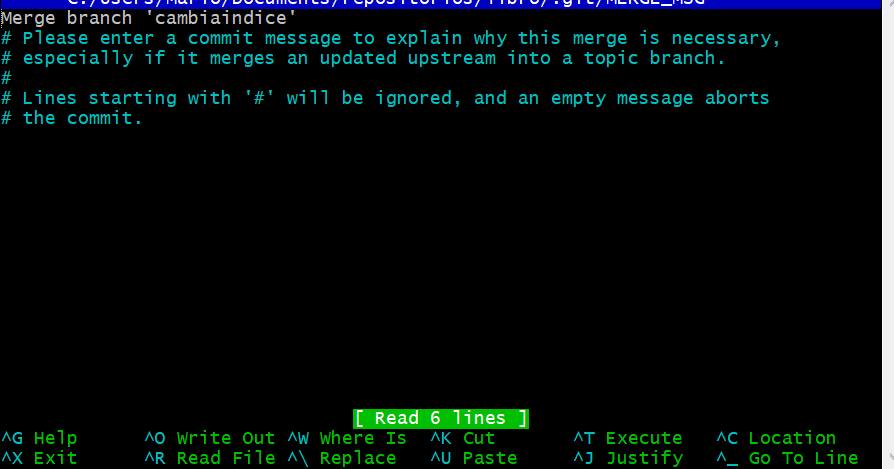 C:/Users/Mario/Documents/repositorios/libro/.git/MERGE_MSG
Merge branch 'cambiaindice'
# Please enter a commit message to explain why this merge is necessary,
# especially if it merges an updated upstream into a topic branch.
#
# Lines starting with '#' will be ignored, and an empty message aborts
# the commit.
[ Read 6 lines ]
^G Help ^O Write Out ^W Where Is ^K Cut ^T Execute ^C Location
^X Exit ^R Read File ^\ Replace ^U Paste ^J Justify ^_ Go To Line